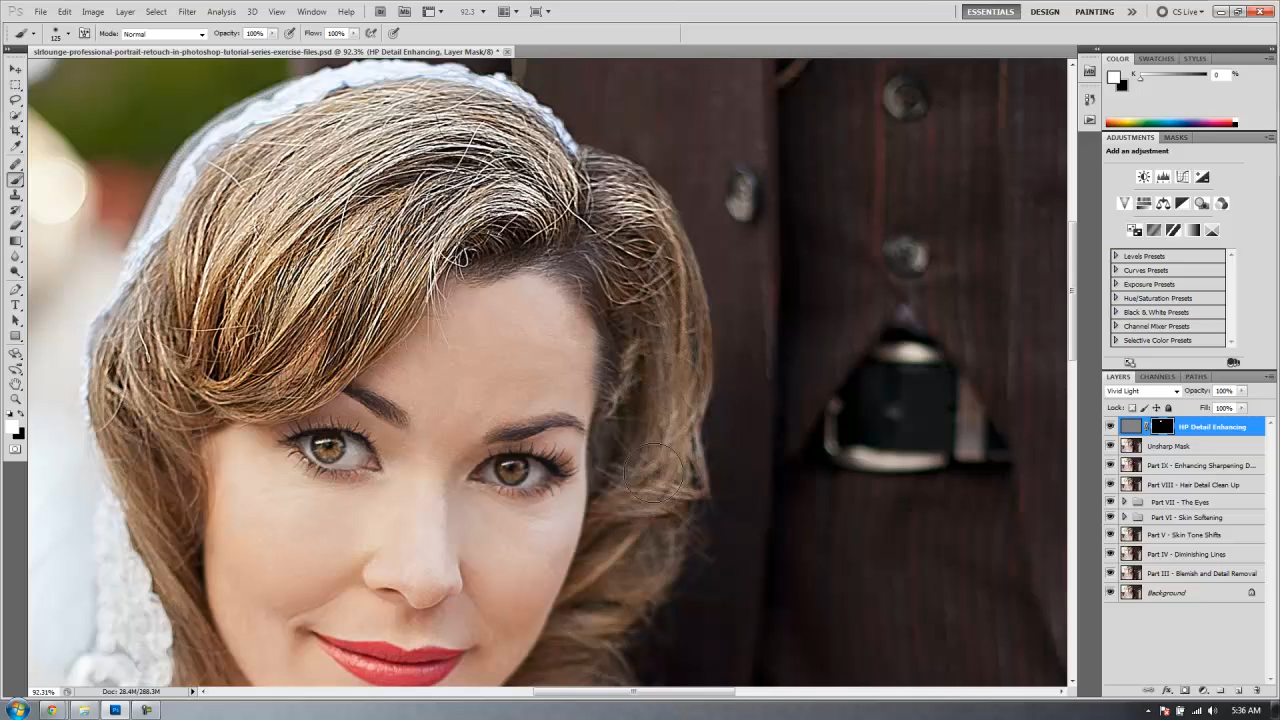 Ps File Edit Image Layer Select Filter Analysis 3D View Window Help Br Mb 92.3 ESSENTIALS DESIGN PAINTING CS Live
125 Mode: Normal Opacity: 100% Flow: 100%
sirlounge-professional-portrait-retouch-in-photoshop-tutorial-series-exercise-files.psd @ 92.3% (HP Detail Enhancing, Layer Mask/8) *
COLOR SWATCHES STYLES
K 0 %
ADJUSTMENTS MASKS
Add an adjustment
Levels Presets
Curves Presets
Exposure Presets
Hue/Saturation Presets
Black & White Presets
Channel Mixer Presets
Selective Color Presets
LAYERS CHANNELS PATHS
Vivid Light Opacity: 100%
Lock: Fill: 100%
HP Detail Enhancing
Unsharp Mask
Part IX - Enhancing Sharpening D...
Part VIII - Hair Detail Clean Up
Part VII - The Eyes
Part VI - Skin Softening
Part V - Skin Tone Shifts
Part IV - Diminishing Lines
Part III - Blemish and Detail Removal
Background
92.31% Doc: 28.4M/288.3M
5:36 AM